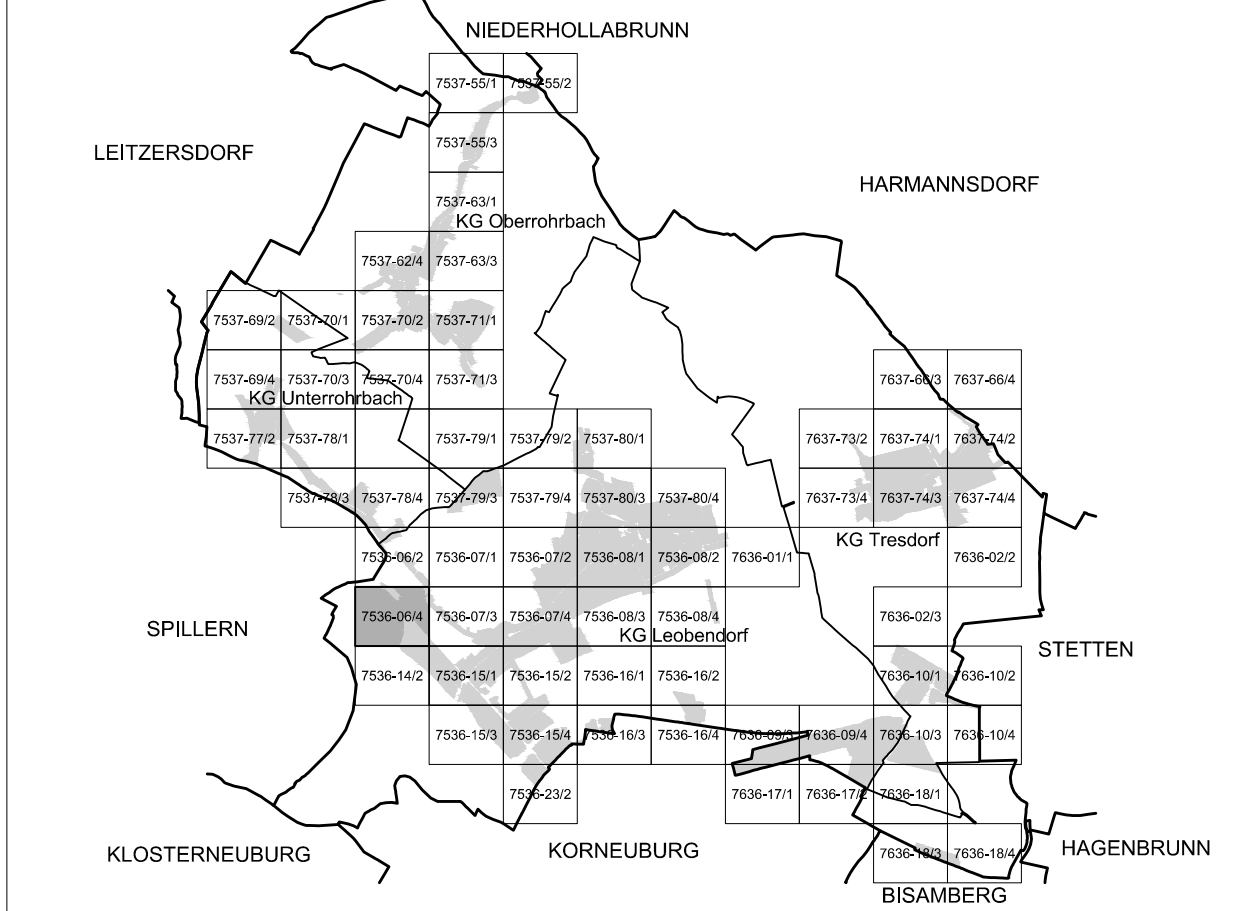 NIEDERHOLLABRUNN
7537-55/1 7537-55/2
LEITZERSDORF
7537-55/3
HARMANNSDORF
7537-63/1
KG Oberrohrbach
7537-62/4 7537-63/3
7537-69/2 7537-70/1 7537-70/2 7537-71/1
7537-69/4 7537-70/3 7537-70/4 7537-71/3 7637-66/3 7637-66/4
KG Unterrohrbach
7537-77/2 7537-78/1 7537-79/1 7537-79/2 7537-80/1 7637-73/2 7637-74/1 7637-74/2
7537-78/3 7537-78/4 7537-79/3 7537-79/4 7537-80/3 7537-80/4 7637-73/4 7637-74/3 7637-74/4
KG Tresdorf
7536-06/2 7536-07/1 7536-07/2 7536-08/1 7536-08/2 7636-01/1 7636-02/2
7536-06/4 7536-07/3 7536-07/4 7536-08/3 7536-08/4 7636-02/3
SPILLERN
KG Leobendorf
STETTEN
7536-14/2 7536-15/1 7536-15/2 7536-16/1 7536-16/2 7636-10/1 7636-10/2
7536-15/3 7536-15/4 7536-16/3 7536-16/4 7636-09/3 7636-09/4 7636-10/3 7636-10/4
7536-23/2 7636-17/1 7636-17/2 7636-18/1
KLOSTERNEUBURG
KORNEUBURG
HAGENBRUNN
7636-18/3 7636-18/4
BISAMBERG